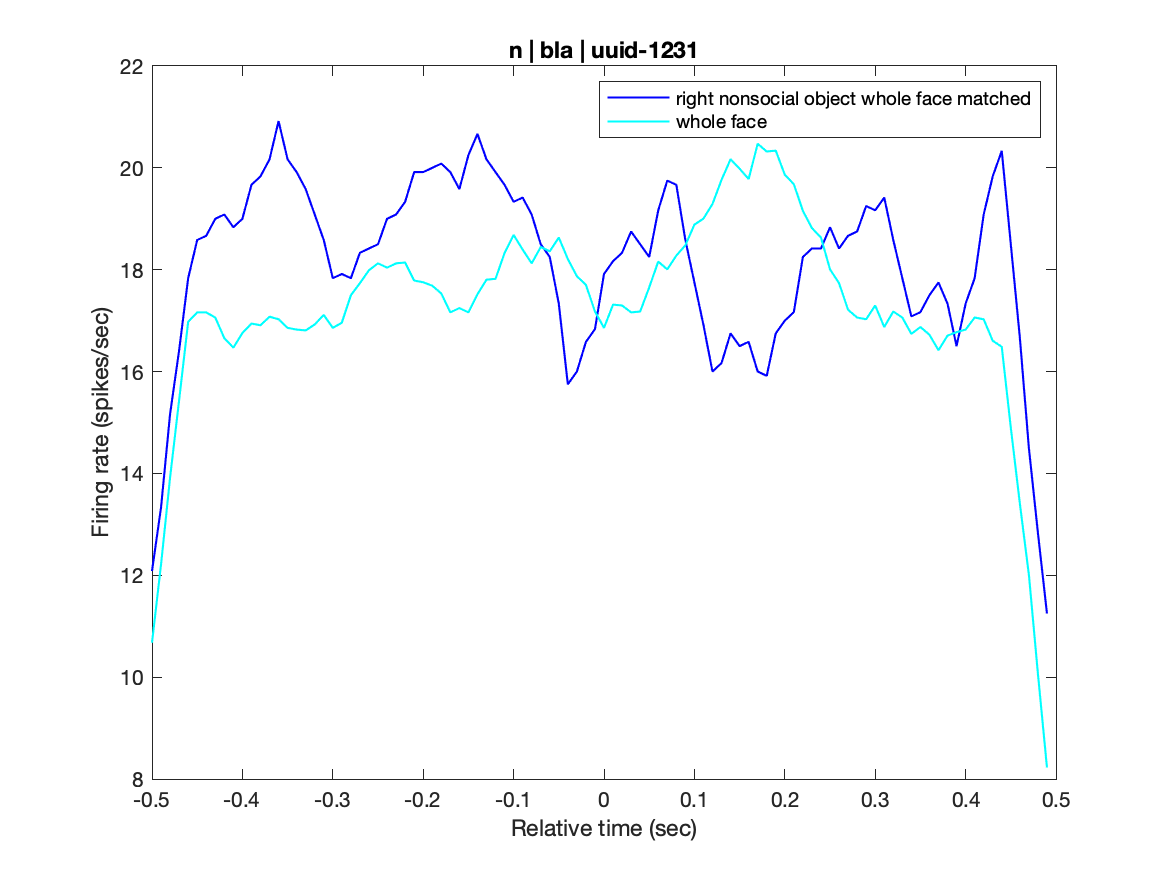 n | bla | uuid-1231
right nonsocial object whole face matched
whole face
Firing rate (spikes/sec)
22
20
18
16
14
12
10
8
-0.5 -0.4 -0.3 -0.2 -0.1 0 0.1 0.2 0.3 0.4 0.5
Relative time (sec)